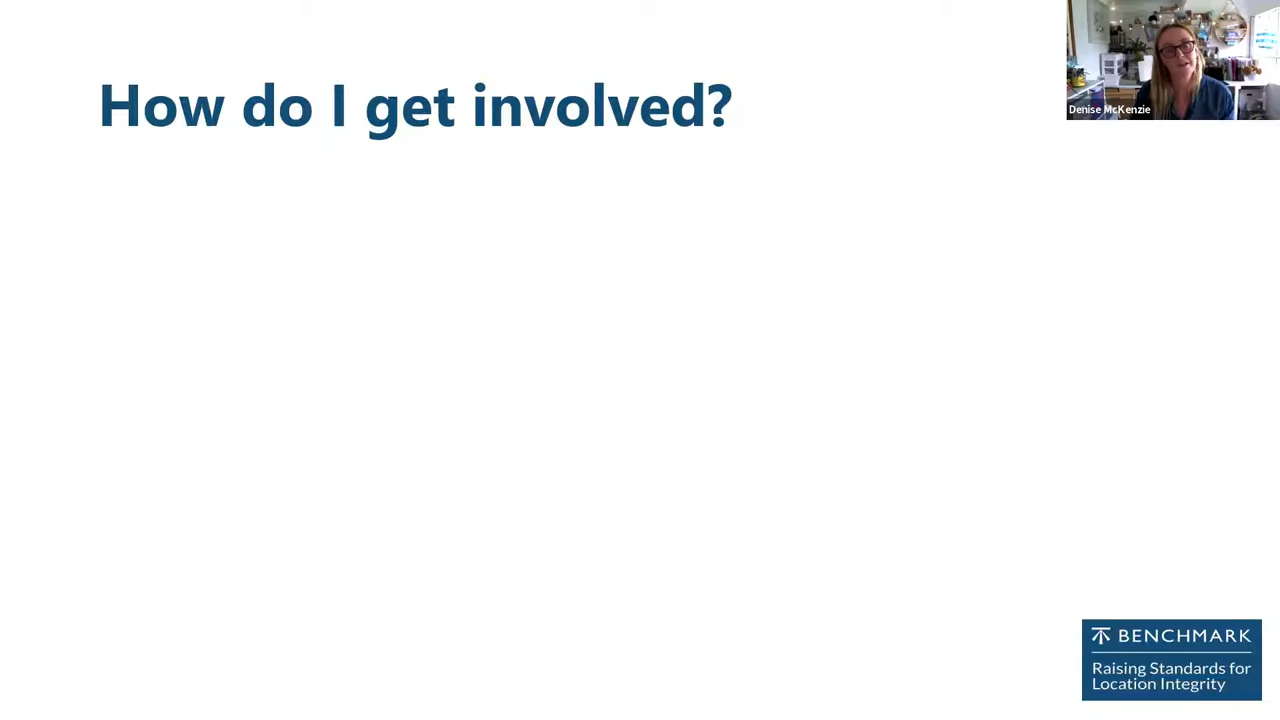 How do I get involved?
Denise McKenzie
BENCHMARK
Raising Standards for
Location Integrity